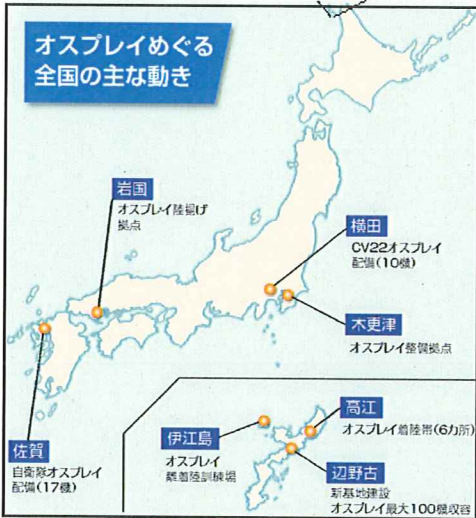 オスプレイめぐる
全国の主な動き
岩国
オスプレイ陸揚げ
拠点
横田
CV22オスプレイ
配備(10機)
木更津
オスプレイ整備拠点
佐賀
自衛隊オスプレイ
配備(17機)
伊江島
オスプレイ
離着陸訓練場
高江
オスプレイ着陸帯(6カ所)
辺野古
新基地建設
オスプレイ最大100機収容